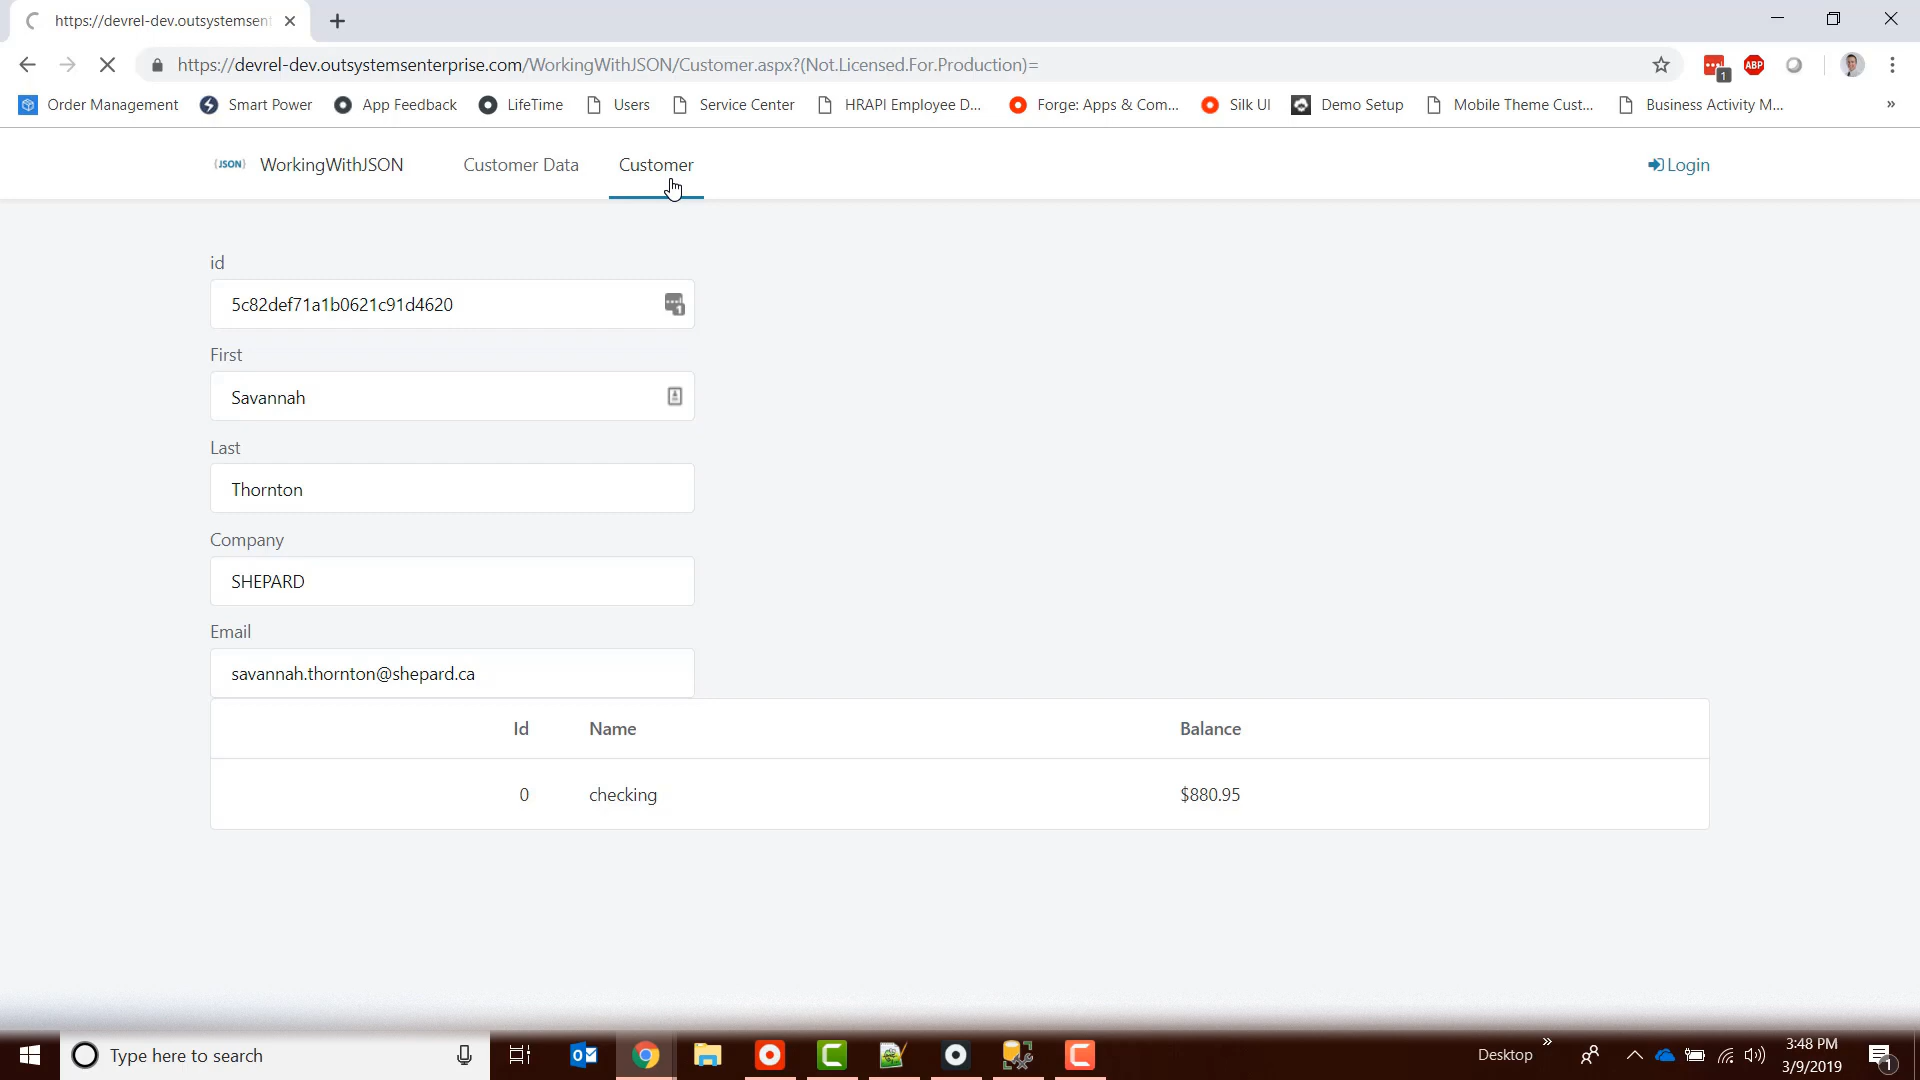 https://devrel-dev.outsystemsen
https://devrel-dev.outsystemsenterprise.com/WorkingWithJSON/Customer.aspx?(Not.Licensed.For.Production)=
1
ABP
Order Management
Smart Power
App Feedback
LifeTime
Users
Service Center
HRAPI Employee D...
Forge: Apps & Com...
Silk UI
Demo Setup
Mobile Theme Cust...
Business Activity M...
»
{JSON}
WorkingWithJSON
Customer Data
Customer
Login
id
5c82def71a1b0621c91d4620
1
First
Savannah
Last
Thornton
Company
SHEPARD
Email
savannah.thornton@shepard.ca
Id Name Balance
0 checking $880.95
Type here to search
Desktop
»
3:48 PM
3/9/2019
1